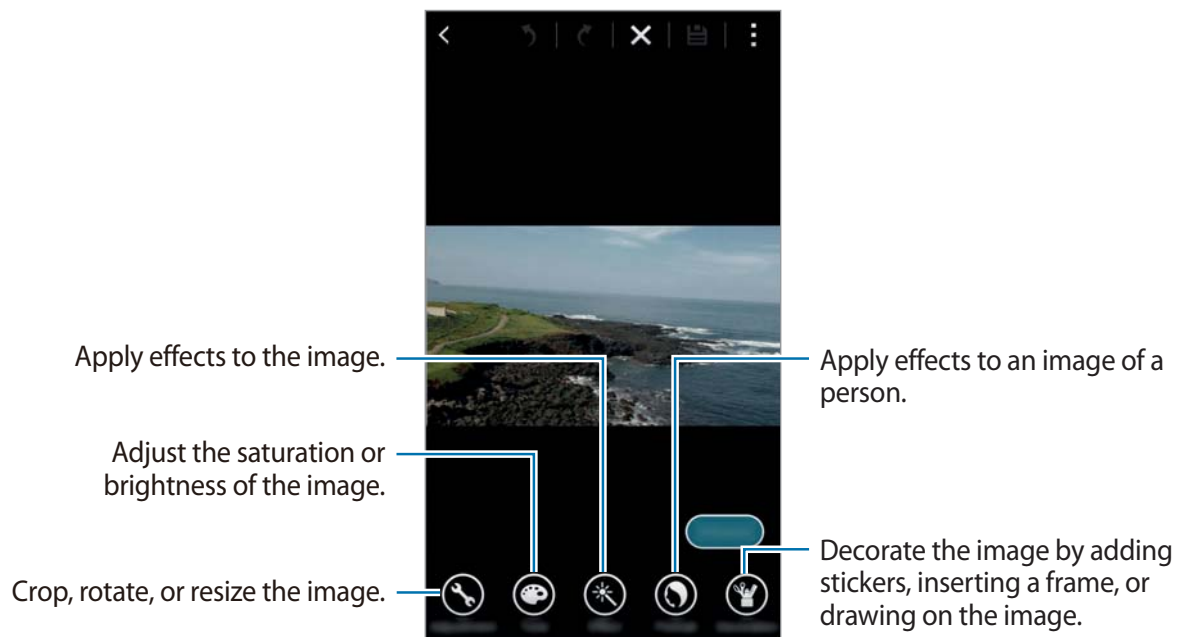 Apply effects to the image.
Apply effects to an image of a
person.
Adjust the saturation or
brightness of the image.
Crop, rotate, or resize the image.
Decorate the image by adding
stickers, inserting a frame, or
drawing on the image.